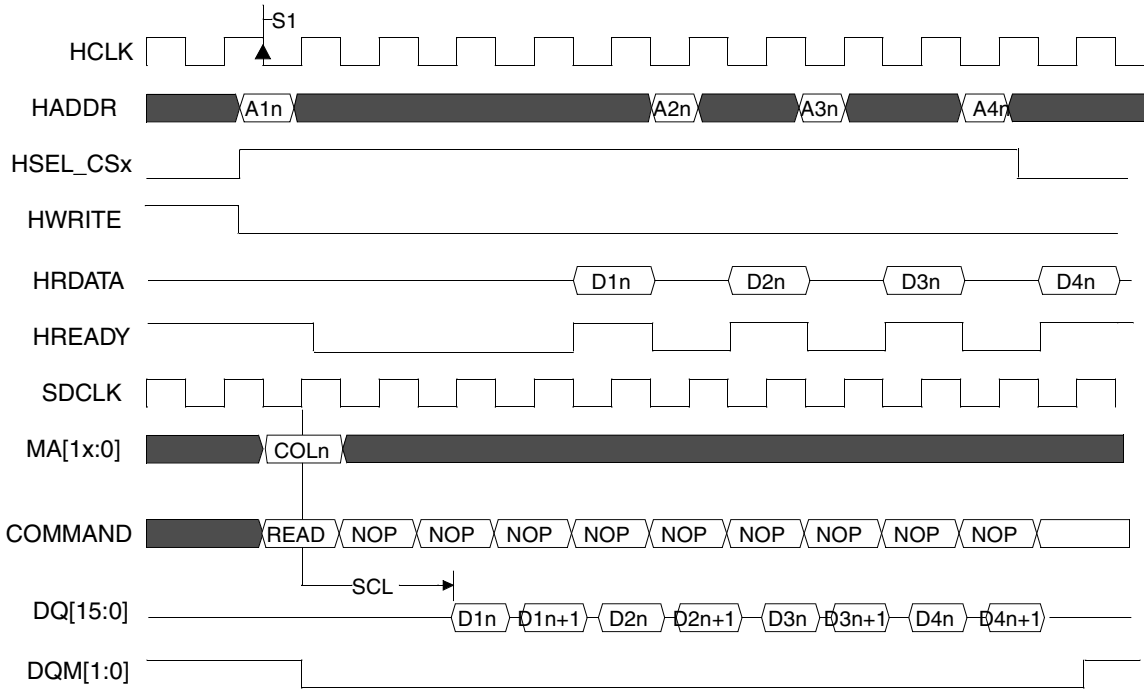 S1
HCLK
HADDR A1n A2n A3n A4n
HSEL_CSx
HWRITE
HRDATA D1n D2n D3n D4n
HREADY
SDCLK
MA[1x:0] COLn
COMMAND READ NOP NOP NOP NOP NOP NOP NOP NOP NOP
SCL
DQ[15:0] D1n D1n+1 D2n D2n+1 D3n D3n+1 D4n D4n+1
DQM[1:0]